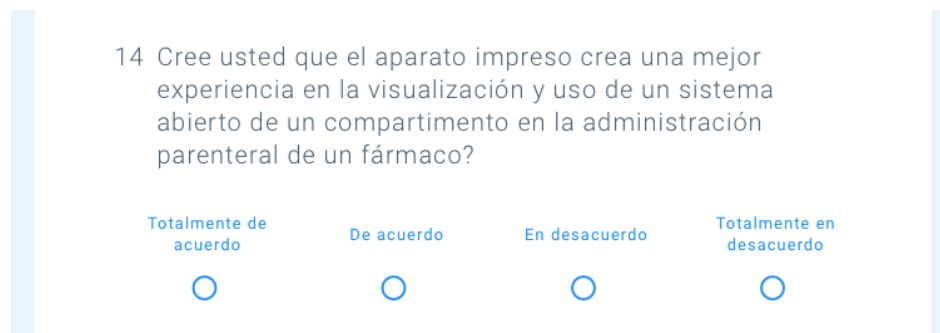 14 Cree usted que el aparato impreso crea una mejor
experiencia en la visualización y uso de un sistema
abierto de un compartimento en la administración
parenteral de un fármaco?
Totalmente de
acuerdo
De acuerdo
En desacuerdo
Totalmente en
desacuerdo